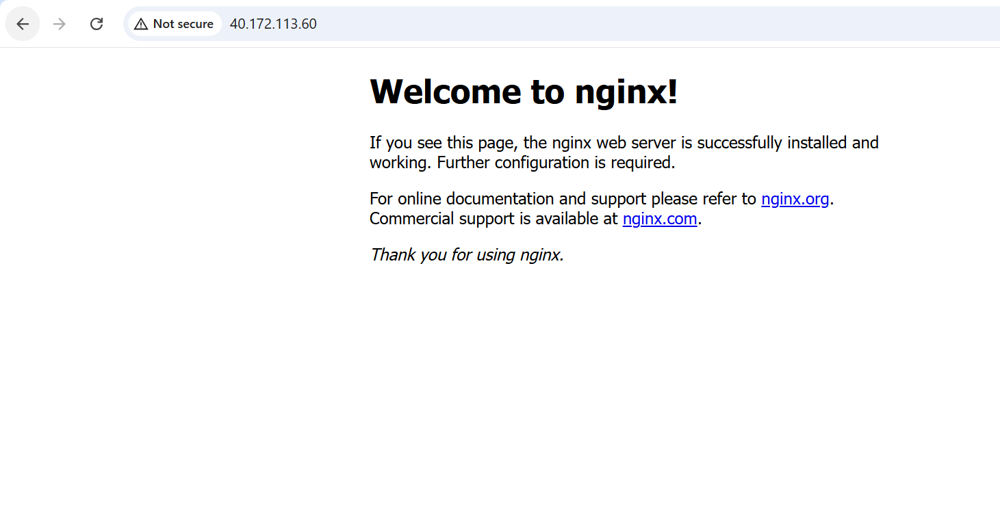 Not secure 40.172.113.60
Welcome to nginx!
If you see this page, the nginx web server is successfully installed and
working. Further configuration is required.
For online documentation and support please refer to nginx.org.
Commercial support is available at nginx.com.
Thank you for using nginx.